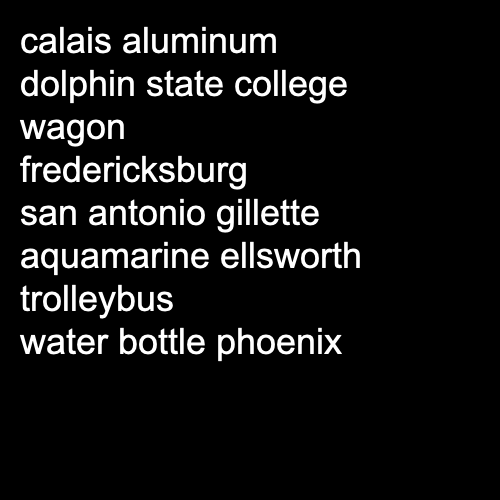 calais aluminum
dolphin state college
wagon
fredericksburg
san antonio gillette
aquamarine ellsworth
trolleybus
water bottle phoenix